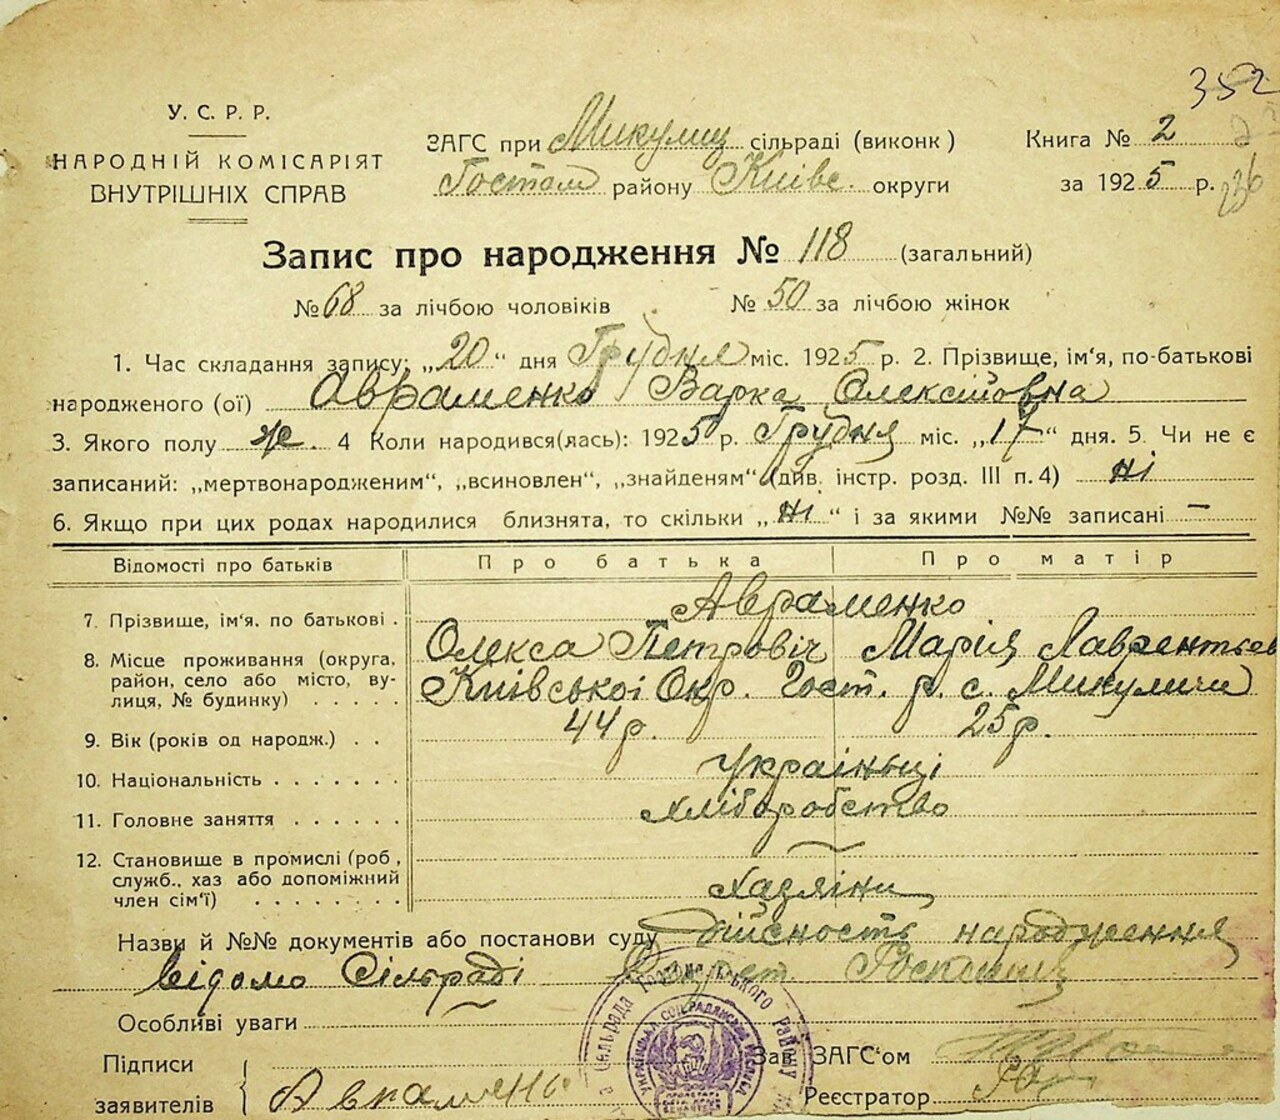 352
У. С. Р. Р.
НАРОДНІЙ КОМІСАРІЯТ
ВНУТРІШНІХ СПРАВ
ЗАГС при Микулиц сільраді (виконк)
Гостом району Київс. округи
Книга № 2
за 1925 р.
236
Запис про народження № 118 (загальний)
№ 68 за лічбою чоловіків № 50 за лічбою жінок
1. Час складання запису: „20“ дня Грудня міс. 1925 р. 2. Прізвище, ім'я, по-батькові
народженого (ої) Авраменко Варка Олексіївна
3. Якого полу же. 4 Коли народився(лась): 1925 р. Грудня міс. „17“ дня. 5. Чи не є
записаний: „мертвонародженим“, „всиновлен“, „знайденям“ (див. інстр. розд. III п. 4) ні
6. Якщо при цих родах народилися близнята, то скільки „ні“ і за якими №№ записані —
Відомості про батьків Про батька Про матір
7. Прізвище, ім'я. по батькові . Авраменко
Олекса Петровіч Марія Лаврентьев
8. Місце проживання (округа, район, село або місто, вулиця, № будинку) . . . . . Київської Окр. Гост. р. с. Микуличи
9. Вік (років од народж.) . . 44 р. 25 р.
10. Національність . . . . . . . Українці
11. Головне заняття . . . . . . хліборобство
12. Становище в промислі (роб, служб., хаз або допоміжний член сім'ї) . . . . . . . . Хазяіни
Назви й №№ документів або постанови суду Дійсность народження
відомо Сільраді
Особливі уваги
Підписи
заявителів
Авраменко
Зав. ЗАГС'ом
Реєстратор